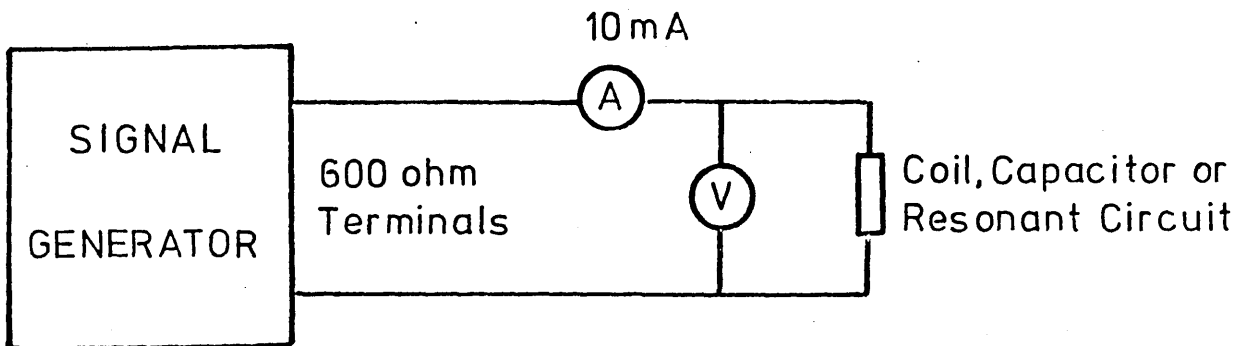 10 mA
SIGNAL
GENERATOR
600 ohm
Terminals
A
V
Coil, Capacitor or
Resonant Circuit